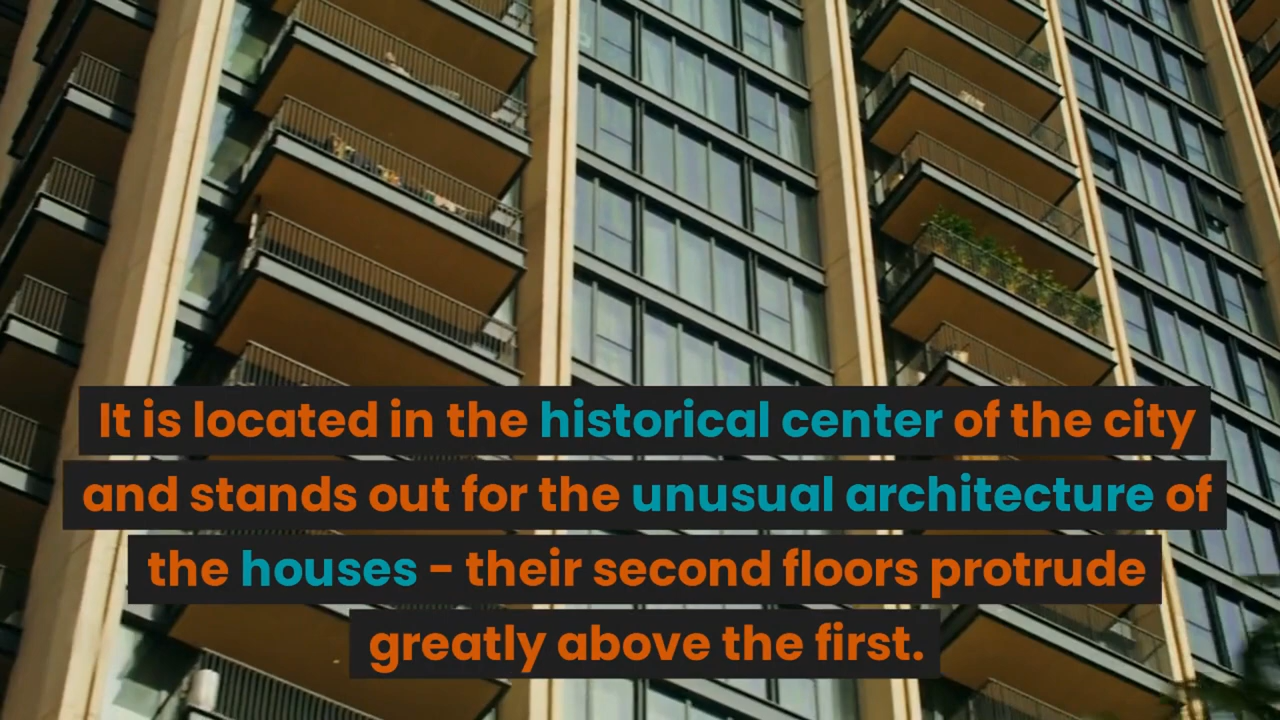 It is located in the historical center of the city
and stands out for the unusual architecture of
the houses - their second floors protrude
greatly above the first.